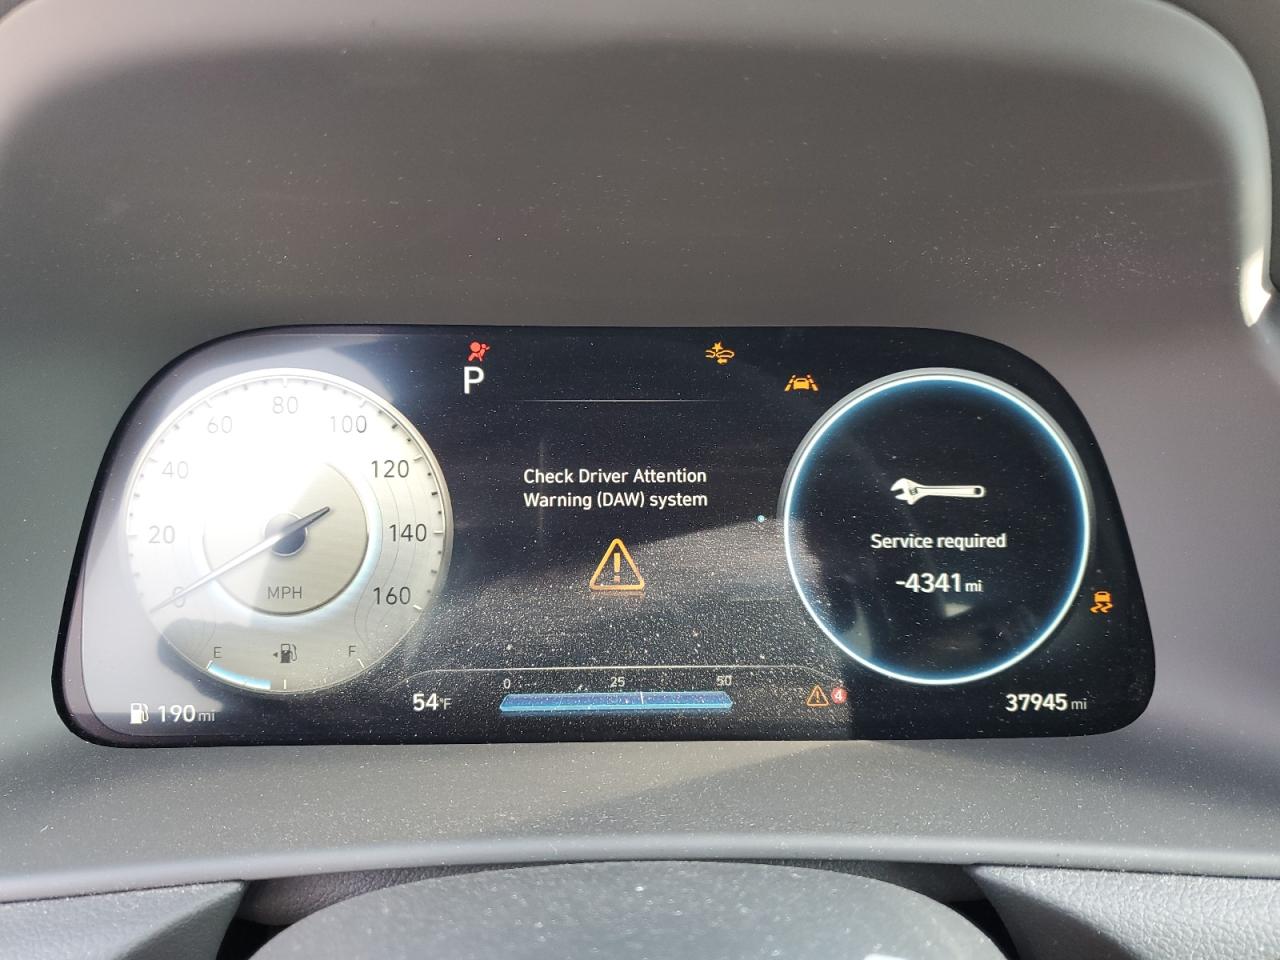 P
80
60 100
40 120
20 140
0 160
MPH
E F
190 mi
Check Driver Attention
Warning (DAW) system
!
54°F
0 25 50
4
Service required
-4341 mi
37945 mi